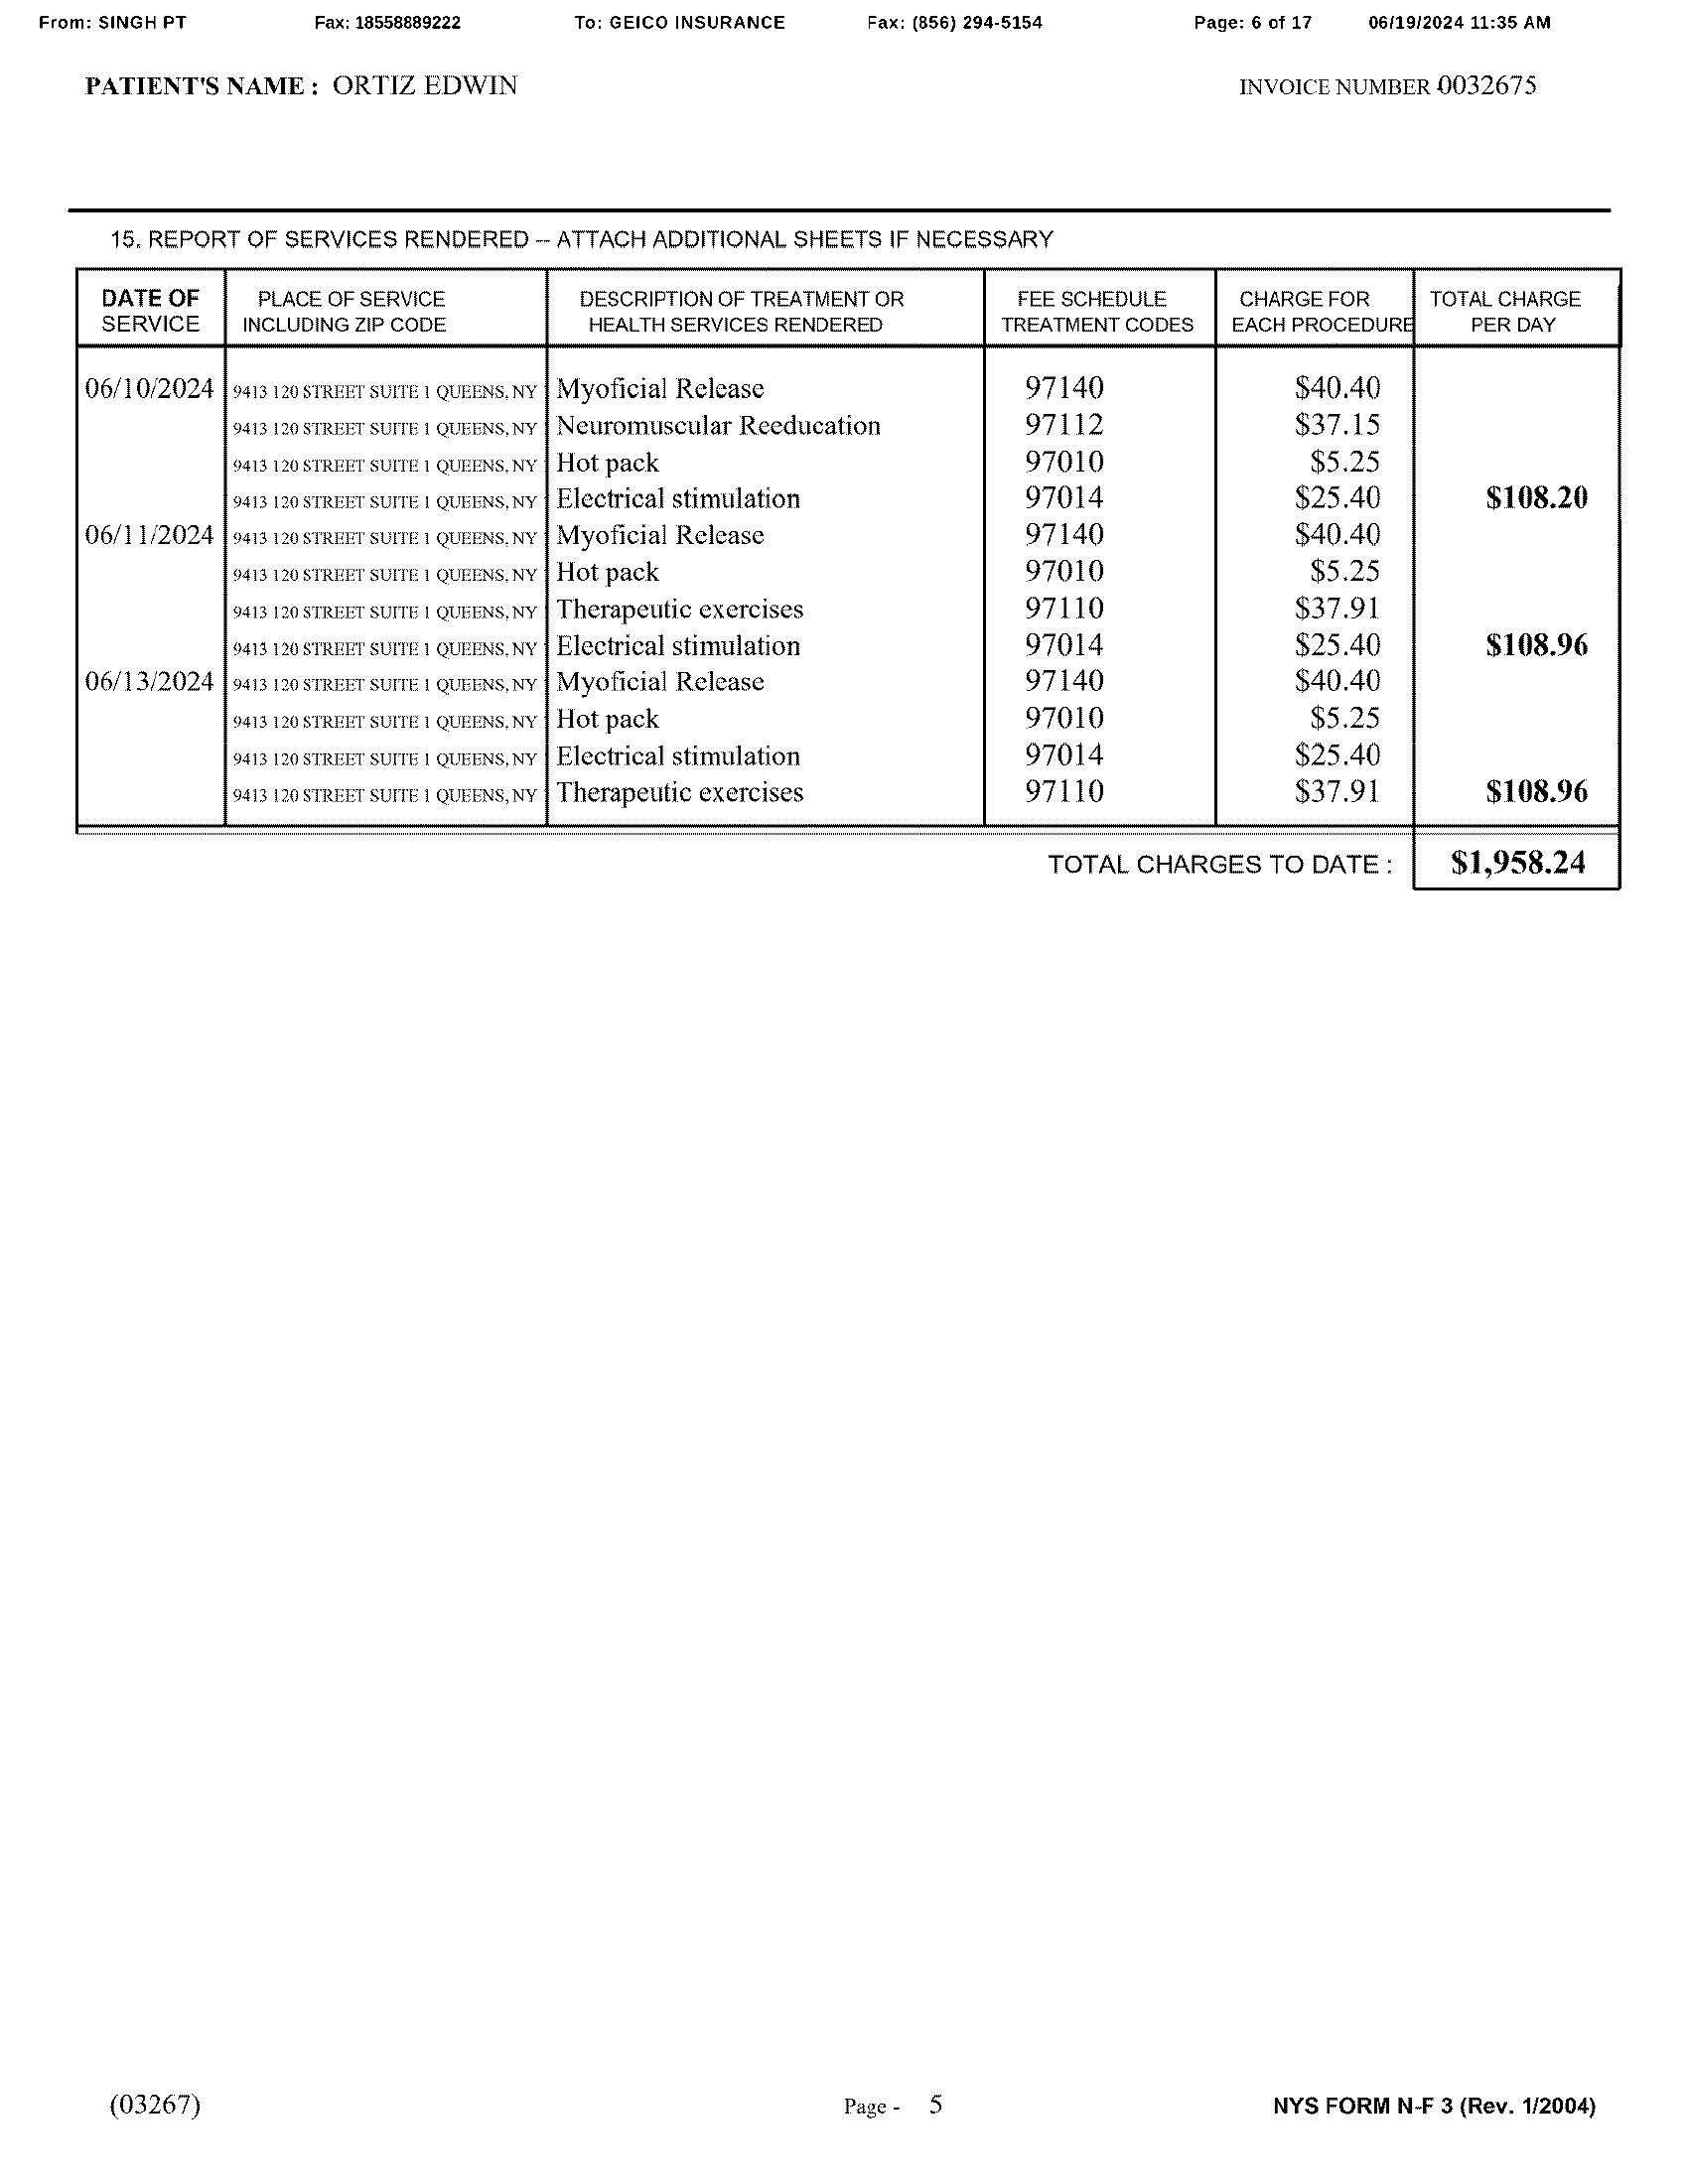 From: SINGH PT Fax: 18558889222 To: GEICO INSURANCE Fax: (856) 294-5154 Page: 6 of 17 06/19/2024 11:35 AM
PATIENT'S NAME : ORTIZ EDWIN INVOICE NUMBER 0032675
15. REPORT OF SERVICES RENDERED -- ATTACH ADDITIONAL SHEETS IF NECESSARY
DATE OF PLACE OF SERVICE DESCRIPTION OF TREATMENT OR FEE SCHEDULE CHARGE FOR TOTAL CHARGE
SERVICE INCLUDING ZIP CODE HEALTH SERVICES RENDERED TREATMENT CODES EACH PROCEDURE PER DAY
06/10/2024 9413 120 STREET SUITE 1 QUEENS, NY Myoficial Release 97140 $40.40
9413 120 STREET SUITE 1 QUEENS, NY Neuromuscular Reeducation 97112 $37.15
9413 120 STREET SUITE 1 QUEENS, NY Hot pack 97010 $5.25
9413 120 STREET SUITE 1 QUEENS, NY Electrical stimulation 97014 $25.40 $108.20
06/11/2024 9413 120 STREET SUITE 1 QUEENS, NY Myoficial Release 97140 $40.40
9413 120 STREET SUITE 1 QUEENS, NY Hot pack 97010 $5.25
9413 120 STREET SUITE 1 QUEENS, NY Therapeutic exercises 97110 $37.91
9413 120 STREET SUITE 1 QUEENS, NY Electrical stimulation 97014 $25.40 $108.96
06/13/2024 9413 120 STREET SUITE 1 QUEENS, NY Myoficial Release 97140 $40.40
9413 120 STREET SUITE 1 QUEENS, NY Hot pack 97010 $5.25
9413 120 STREET SUITE 1 QUEENS, NY Electrical stimulation 97014 $25.40
9413 120 STREET SUITE 1 QUEENS, NY Therapeutic exercises 97110 $37.91 $108.96
TOTAL CHARGES TO DATE : $1,958.24
(03267) Page - 5 NYS FORM N-F 3 (Rev. 1/2004)